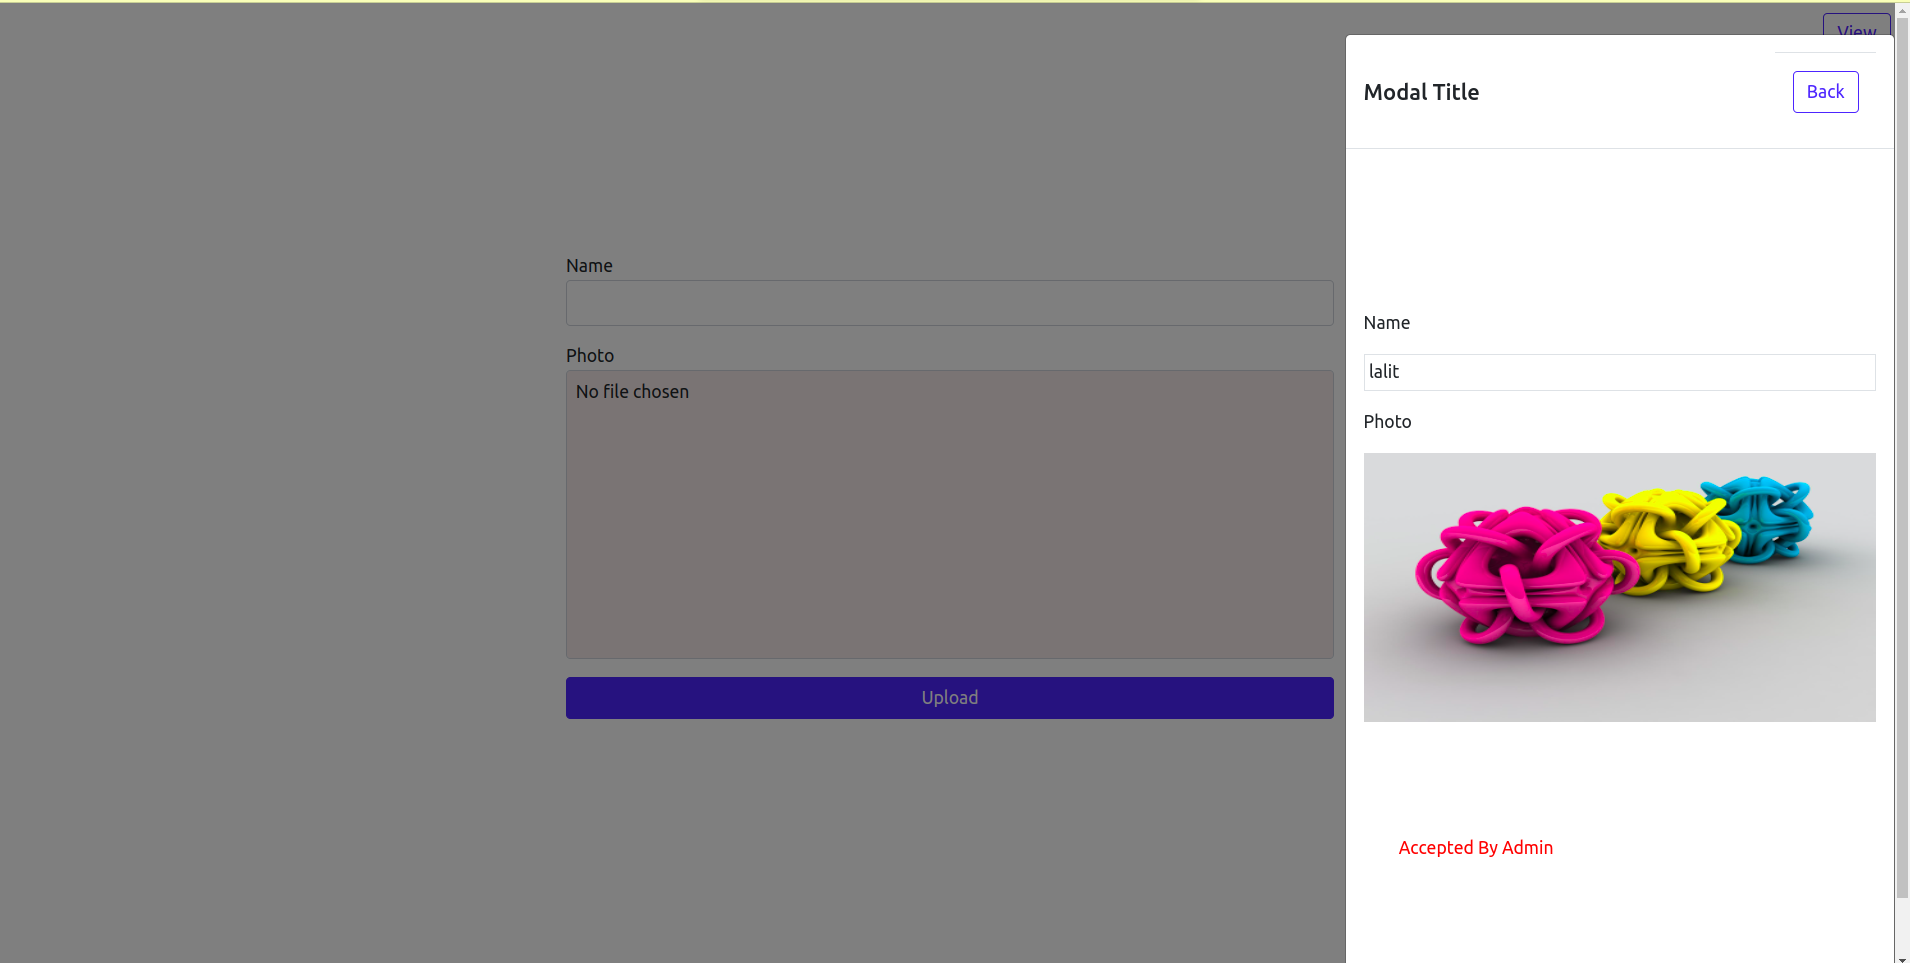 View
Modal Title
Back
Name
Photo
No file chosen
Upload
Name
lalit
Photo
Accepted By Admin